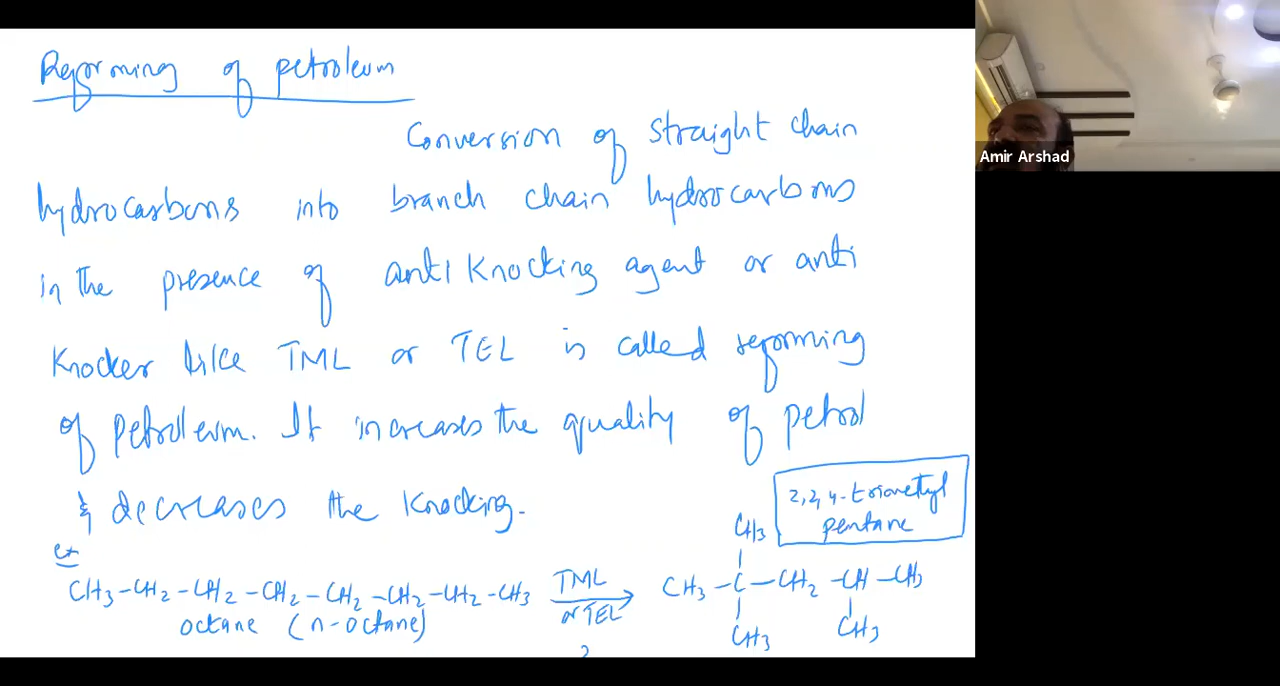 Reforming of petroleum
Conversion of straight chain
hydrocarbons into branch chain hydrocarbons
in the presence of anti Knocking agent or anti
Knocker like TML or TEL is called reforming
of petroleum. It increases the quality of petrol
& decreases the Knocking.
2,2,4-trimetyl
pentane
ex
CH3
CH3-CH2-CH2-CH2-CH2-CH2-CH2-CH3 TML CH3-C-CH2-CH-CH3
or TEL
octane (n-octane) CH3 CH3
Amir Arshad